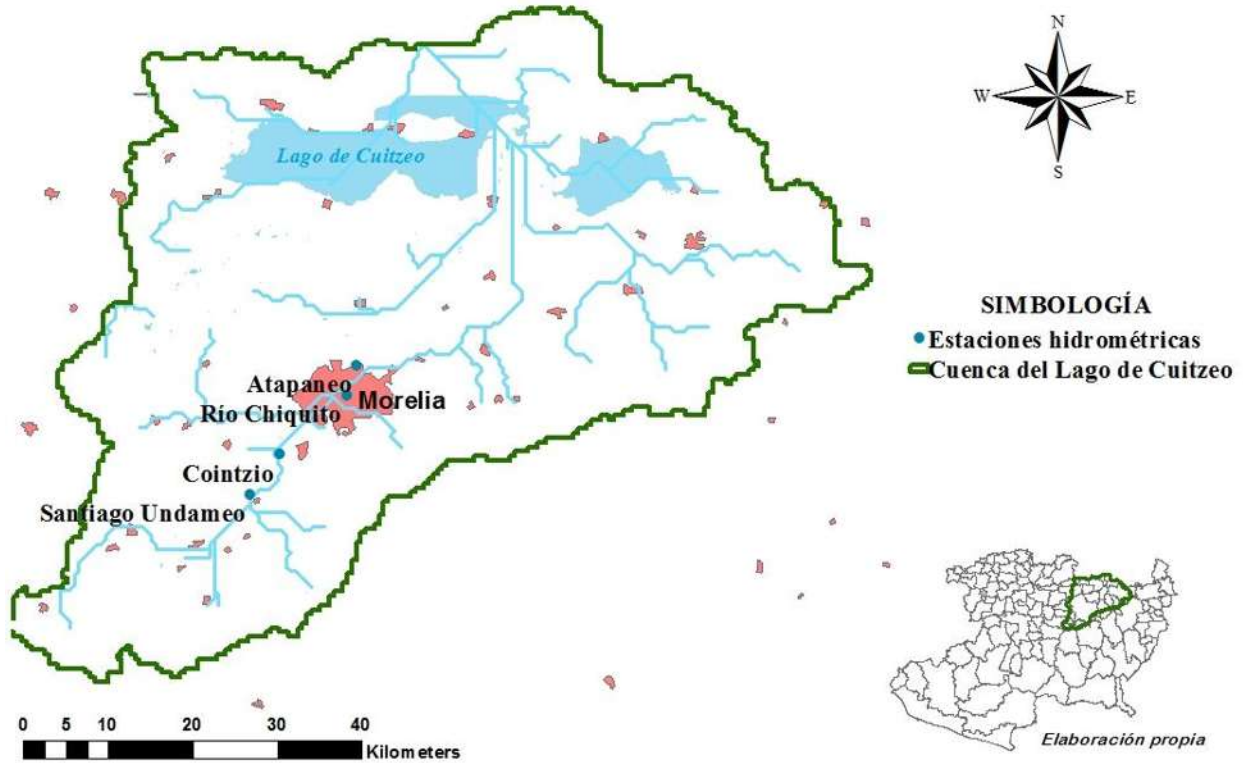 N
W E
S
Lago de Cuitzeo
SIMBOLOGÍA
Estaciones hidrométricas
Cuenca del Lago de Cuitzeo
Atapaneo
Morelia
Río Chiquito
Cointzio
Santiago Undameo
0 5 10 20 30 40
Kilometers
Elaboración propia